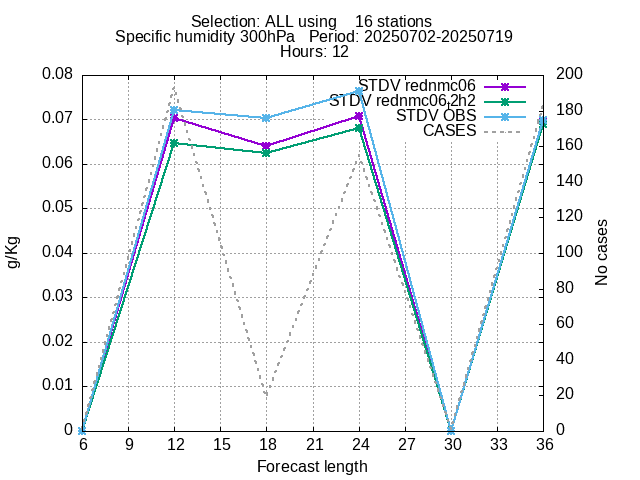 Selection: ALL using    16 stations
Specific humidity 300hPa   Period: 20250702-20250719
Hours: 12
STDV rednmc06
STDV rednmc06,2h2
STDV OBS
CASES
0.08
0.07
0.06
0.05
0.04
0.03
0.02
0.01
0
200
180
160
140
120
100
80
60
40
20
0
g/Kg
No cases
6 9 12 15 18 21 24 27 30 33 36
Forecast length